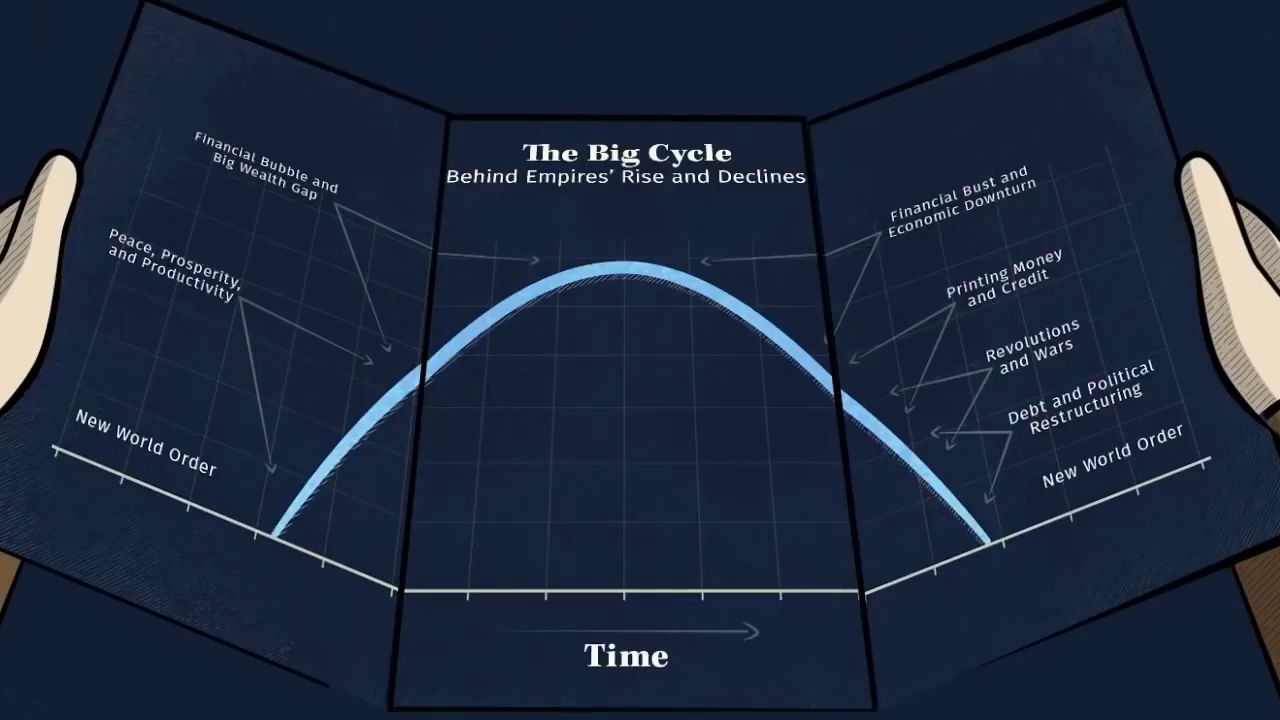 The Big Cycle
Behind Empires' Rise and Declines
Financial Bubble and
Big Wealth Gap
Peace, Prosperity,
and Productivity
New World Order
Financial Bust and
Economic Downturn
Printing Money
and Credit
Revolutions
and Wars
Debt and Political
Restructuring
New World Order
Time